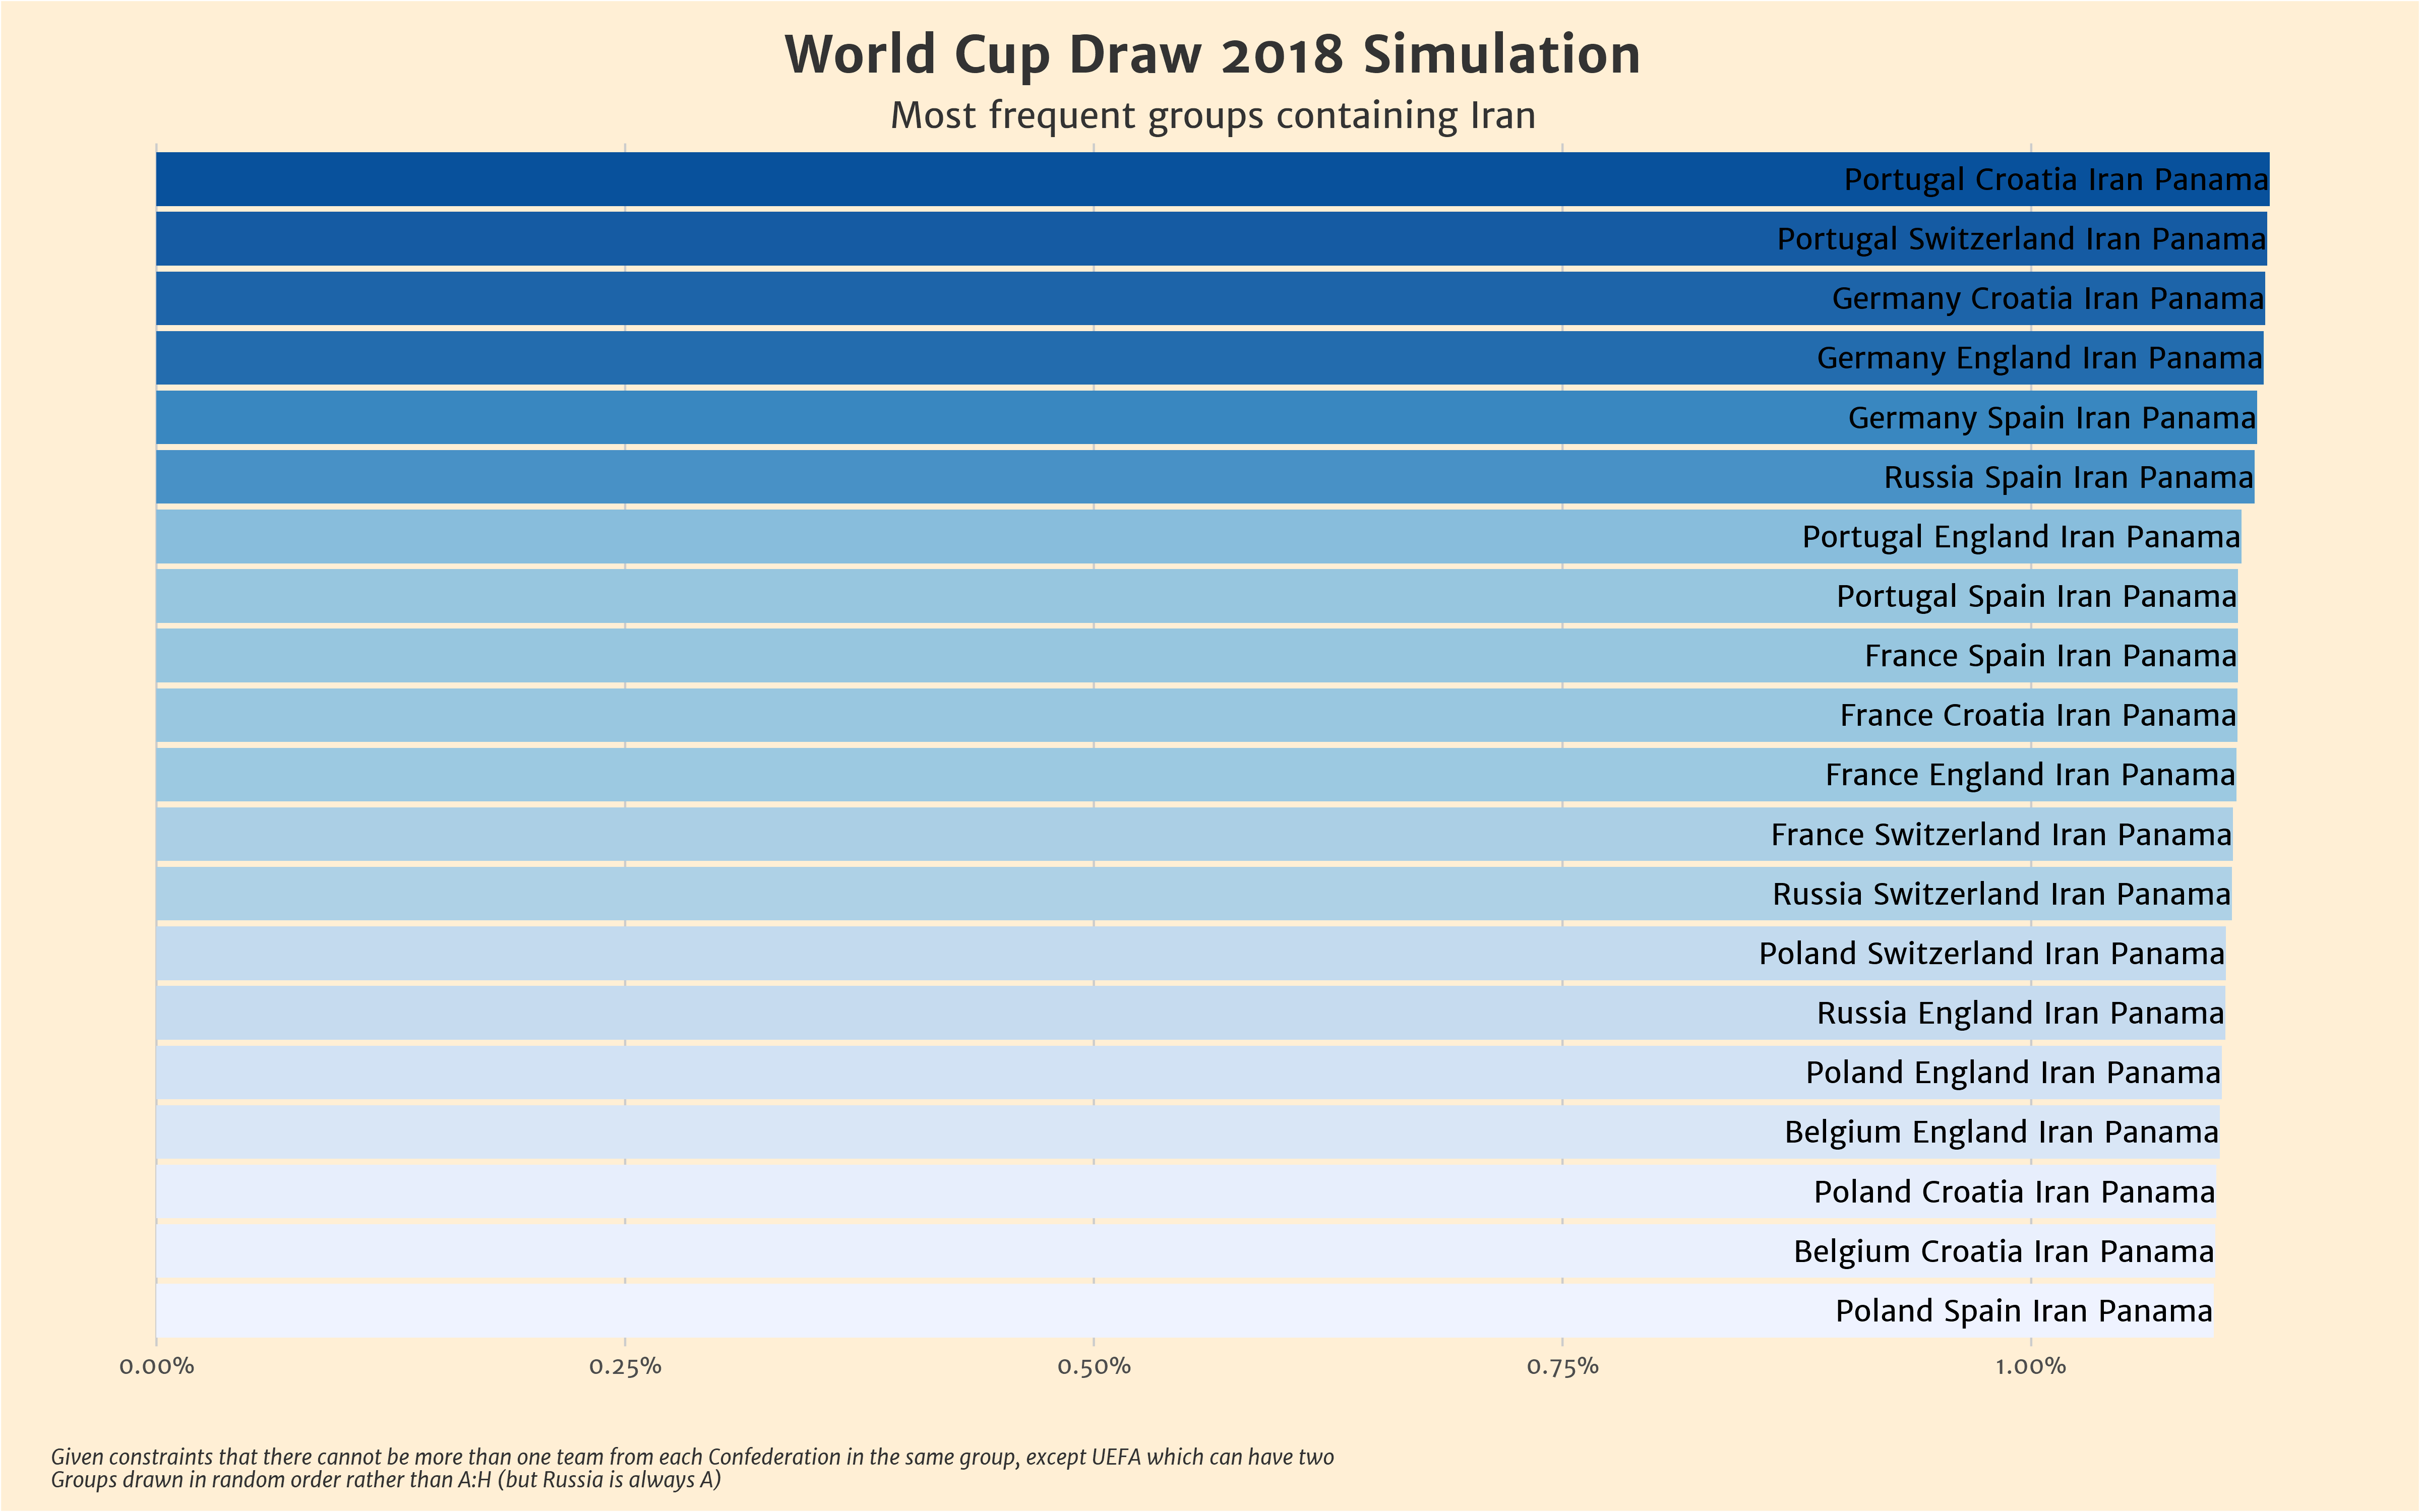 World Cup Draw 2018 Simulation
Most frequent groups containing Iran
Portugal Croatia Iran Panama
Portugal Switzerland Iran Panama
Germany Croatia Iran Panama
Germany England Iran Panama
Germany Spain Iran Panama
Russia Spain Iran Panama
Portugal England Iran Panama
Portugal Spain Iran Panama
France Spain Iran Panama
France Croatia Iran Panama
France England Iran Panama
France Switzerland Iran Panama
Russia Switzerland Iran Panama
Poland Switzerland Iran Panama
Russia England Iran Panama
Poland England Iran Panama
Belgium England Iran Panama
Poland Croatia Iran Panama
Belgium Croatia Iran Panama
Poland Spain Iran Panama
0.00% 0.25% 0.50% 0.75% 1.00%
Given constraints that there cannot be more than one team from each Confederation in the same group, except UEFA which can have two
Groups drawn in random order rather than A:H (but Russia is always A)